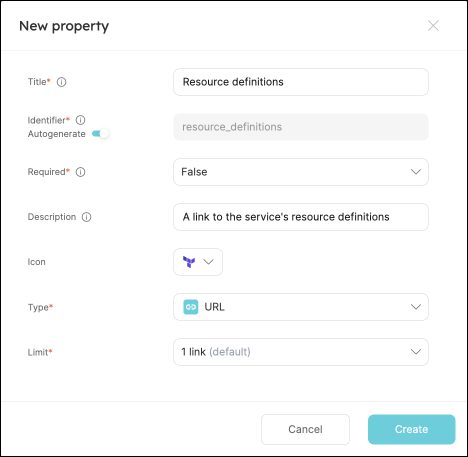 New property
Title*
Resource definitions
Identifier*
Autogenerate
resource_definitions
Required*
False
Description
A link to the service's resource definitions
Icon
Type*
URL
Limit*
1 link (default)
Cancel
Create